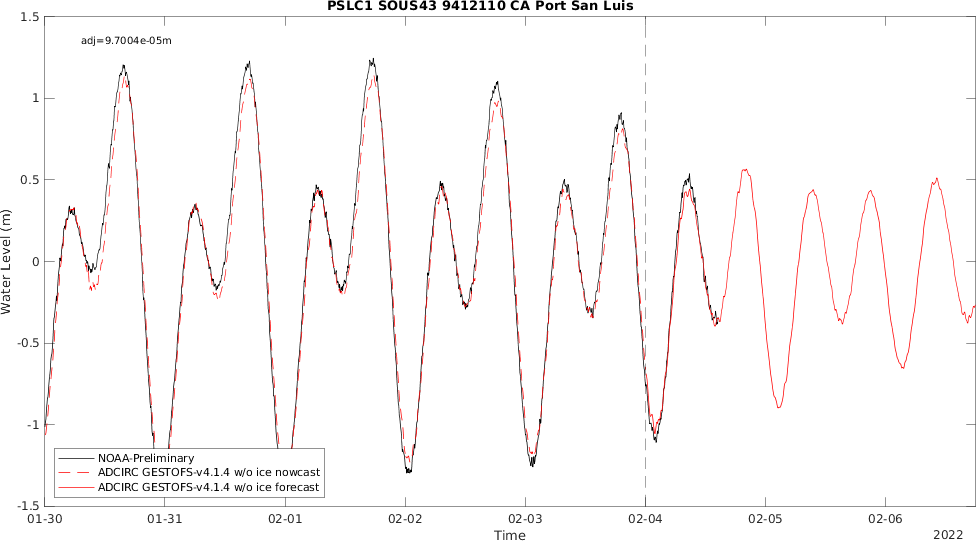 PSLC1 SOUS43 9412110 CA Port San Luis
adj=9.7004e-05m
1.5
1
0.5
0
-0.5
-1
-1.5
Water Level (m)
NOAA-Preliminary
ADCIRC GESTOFS-v4.1.4 w/o ice nowcast
ADCIRC GESTOFS-v4.1.4 w/o ice forecast
01-30 01-31 02-01 02-02 02-03 02-04 02-05 02-06
Time
2022